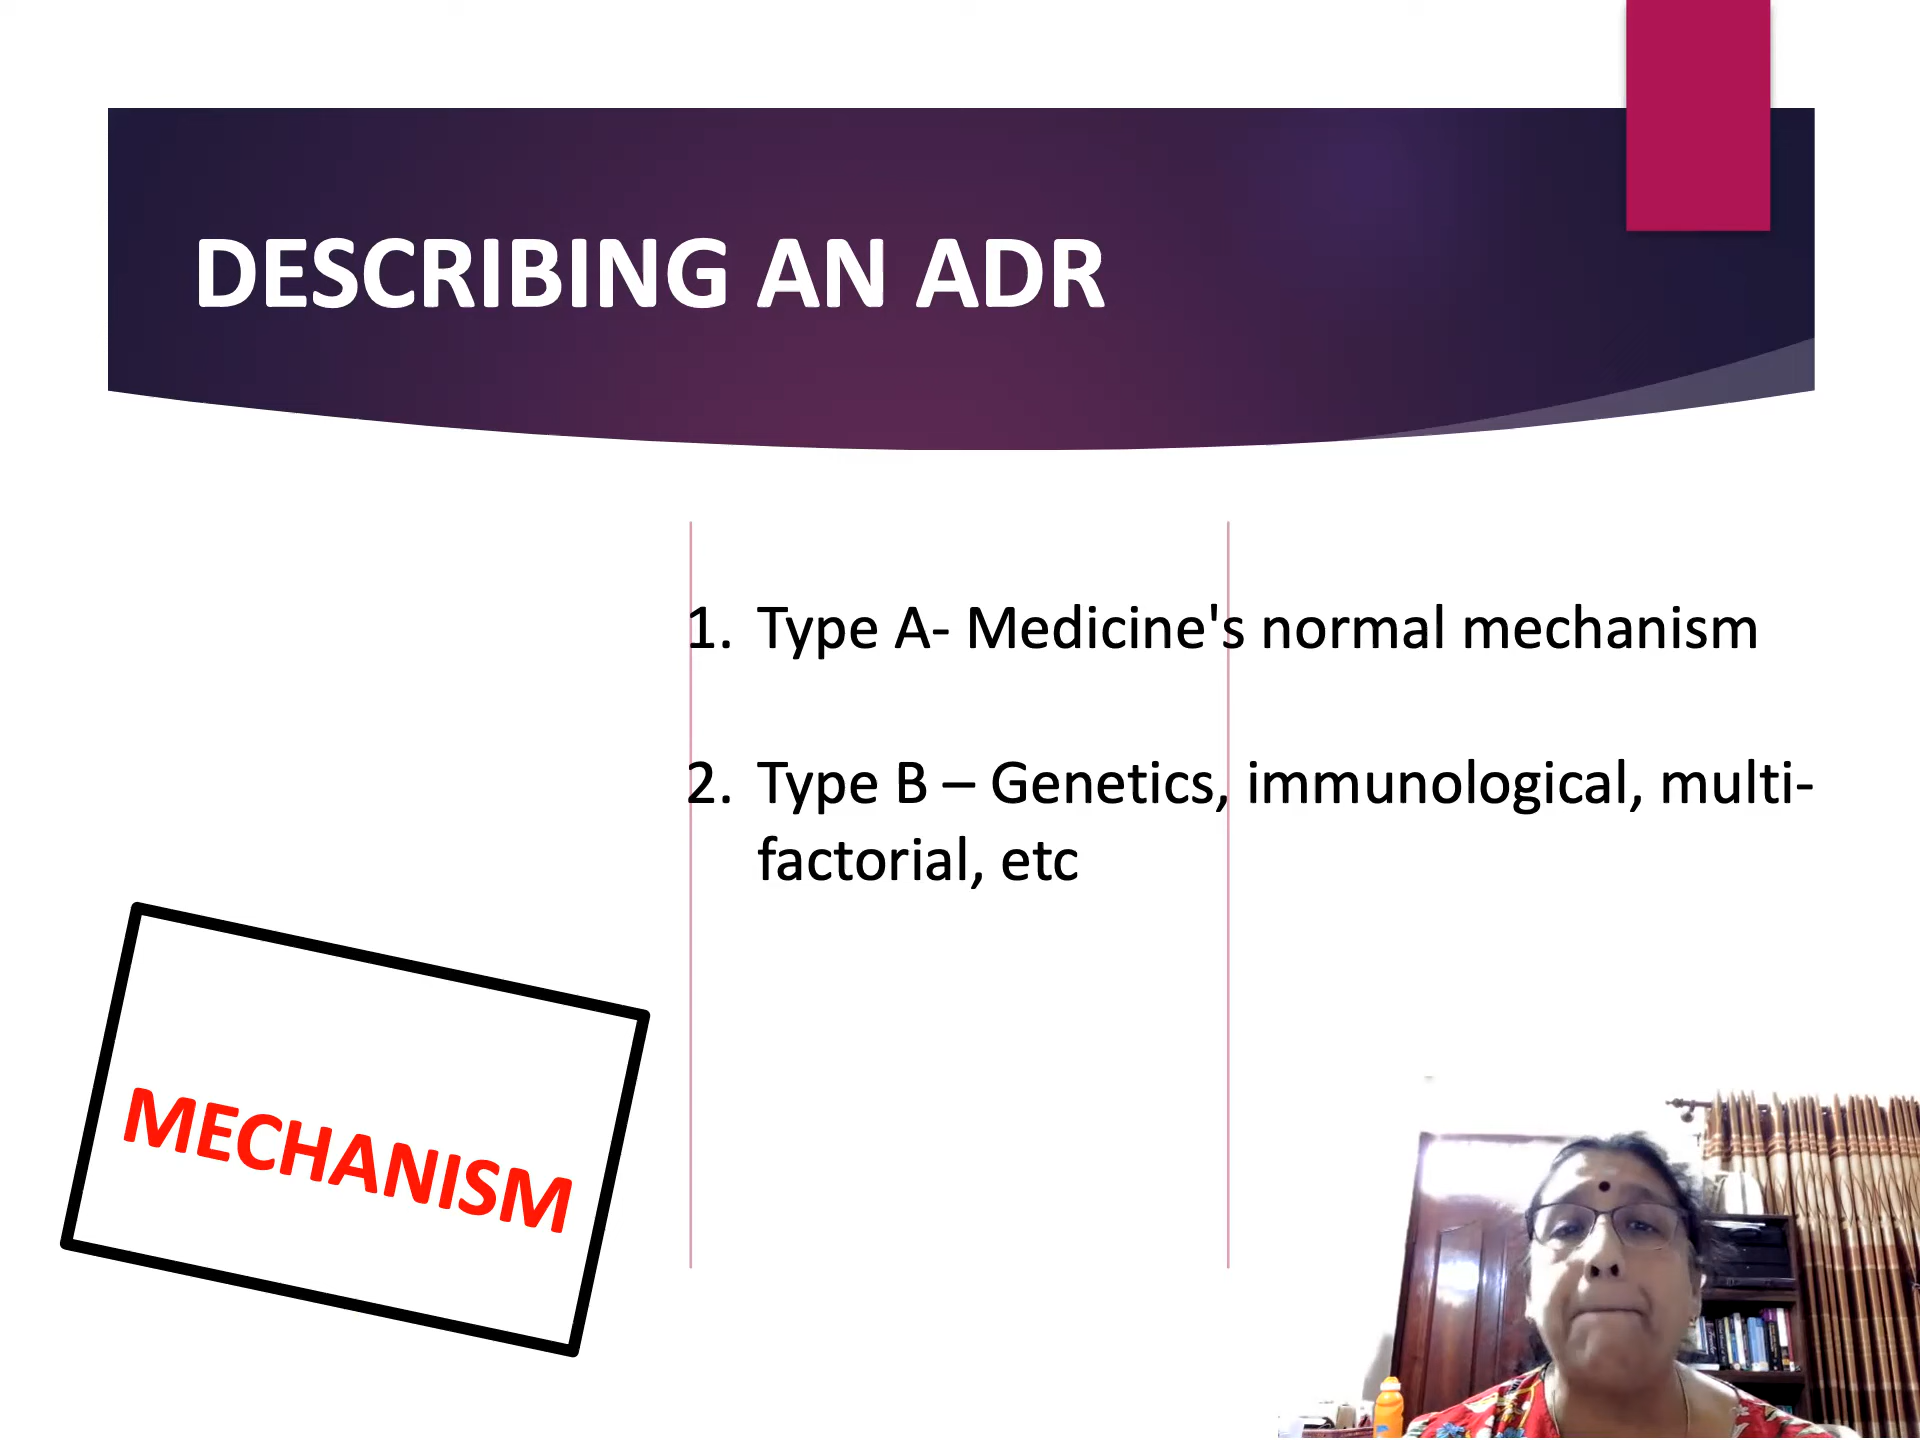 DESCRIBING AN ADR
1. Type A- Medicine's normal mechanism
2. Type B – Genetics, immunological, multi-
factorial, etc
MECHANISM